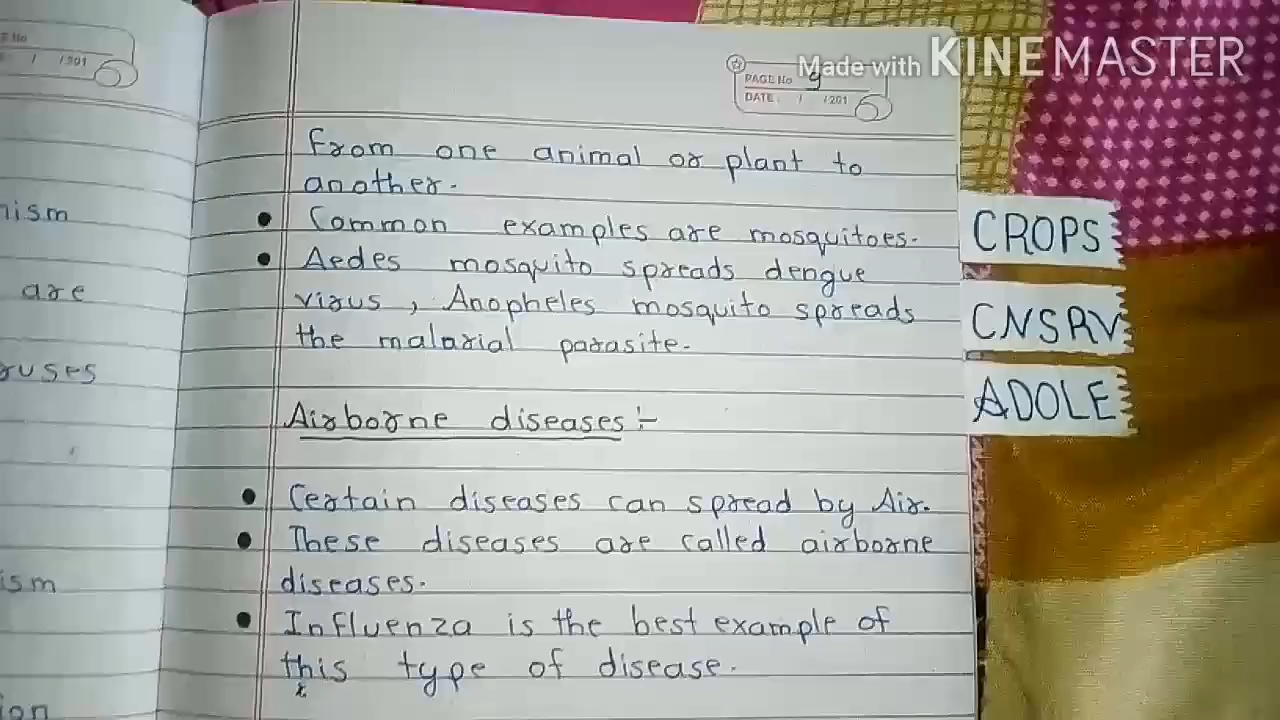 Made with KINEMASTER
E No
/ /201
PAGE No 9
DATE: / /201
from one animal or plant to
another.
• Common examples are mosquitoes.
• Aedes mosquito spreads dengue
virus, Anopheles mosquito spreads
the malarial parasite.
Airborne diseases:-
• Certain diseases can spread by Air.
• These diseases are called airborne
diseases.
• Influenza is the best example of
this type of disease.
nism
are
ruses
ism
ion
CROPS
CNSRV
ADOLE